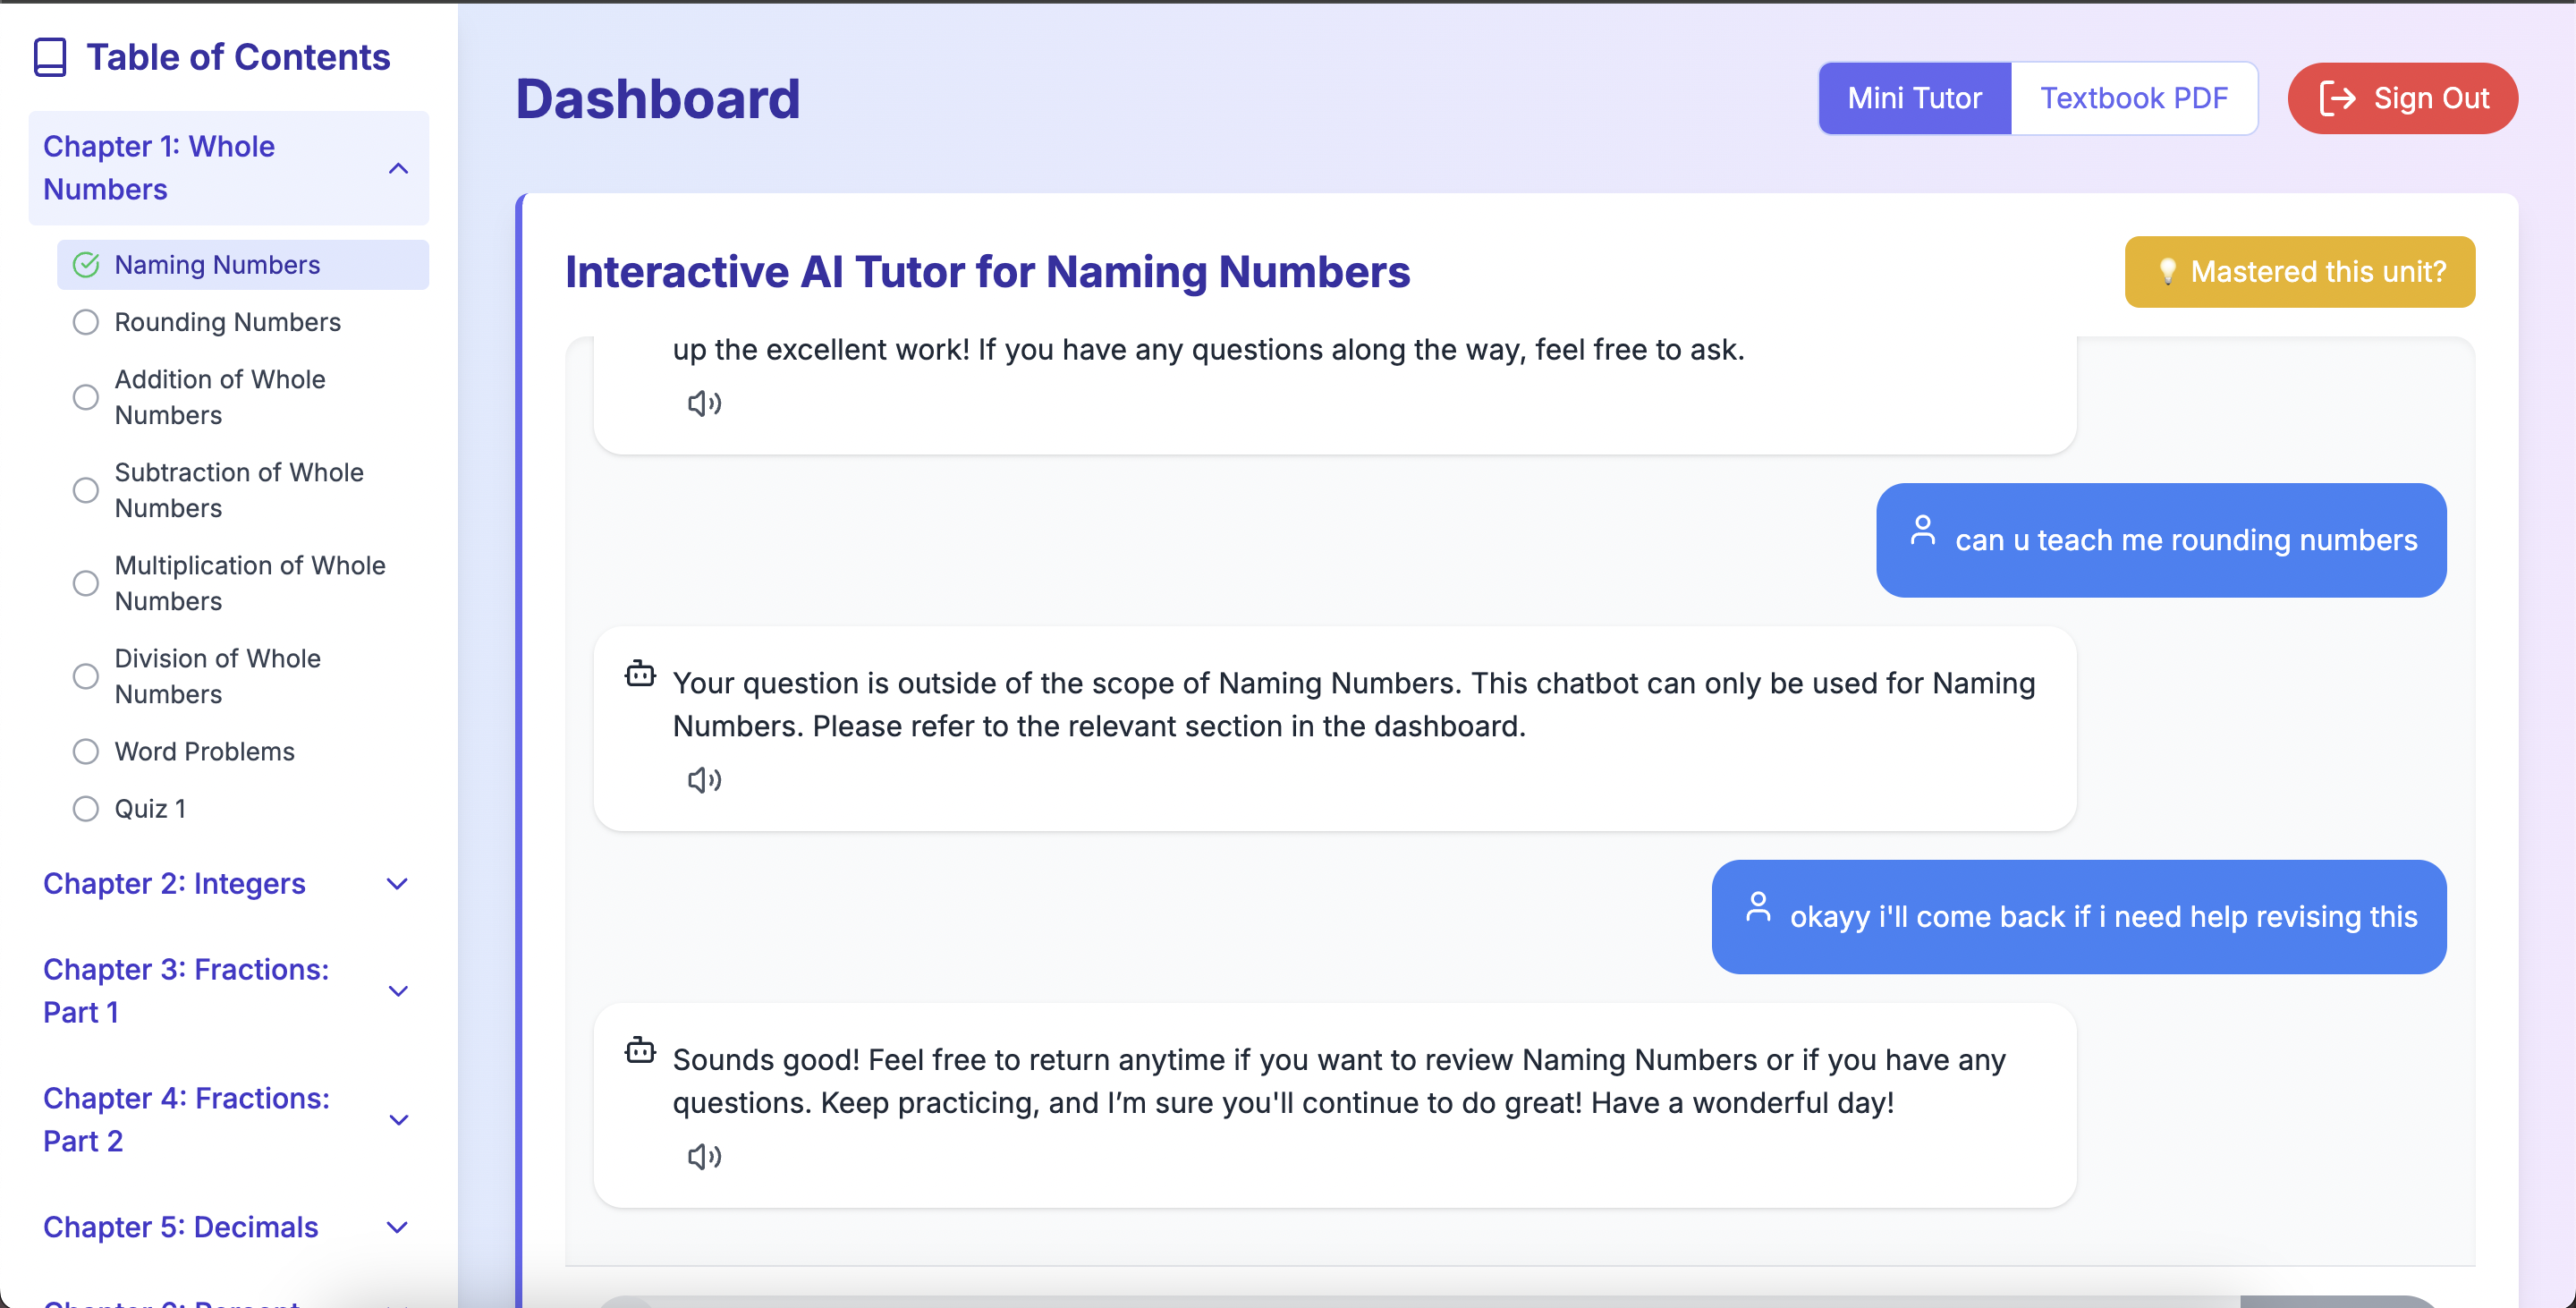 Table of Contents
Chapter 1: Whole
Numbers
Naming Numbers
Rounding Numbers
Addition of Whole
Numbers
Subtraction of Whole
Numbers
Multiplication of Whole
Numbers
Division of Whole
Numbers
Word Problems
Quiz 1
Chapter 2: Integers
Chapter 3: Fractions:
Part 1
Chapter 4: Fractions:
Part 2
Chapter 5: Decimals
Dashboard
Mini Tutor
Textbook PDF
Sign Out
Interactive AI Tutor for Naming Numbers
Mastered this unit?
up the excellent work! If you have any questions along the way, feel free to ask.
can u teach me rounding numbers
Your question is outside of the scope of Naming Numbers. This chatbot can only be used for Naming
Numbers. Please refer to the relevant section in the dashboard.
okayy i'll come back if i need help revising this
Sounds good! Feel free to return anytime if you want to review Naming Numbers or if you have any
questions. Keep practicing, and I’m sure you'll continue to do great! Have a wonderful day!